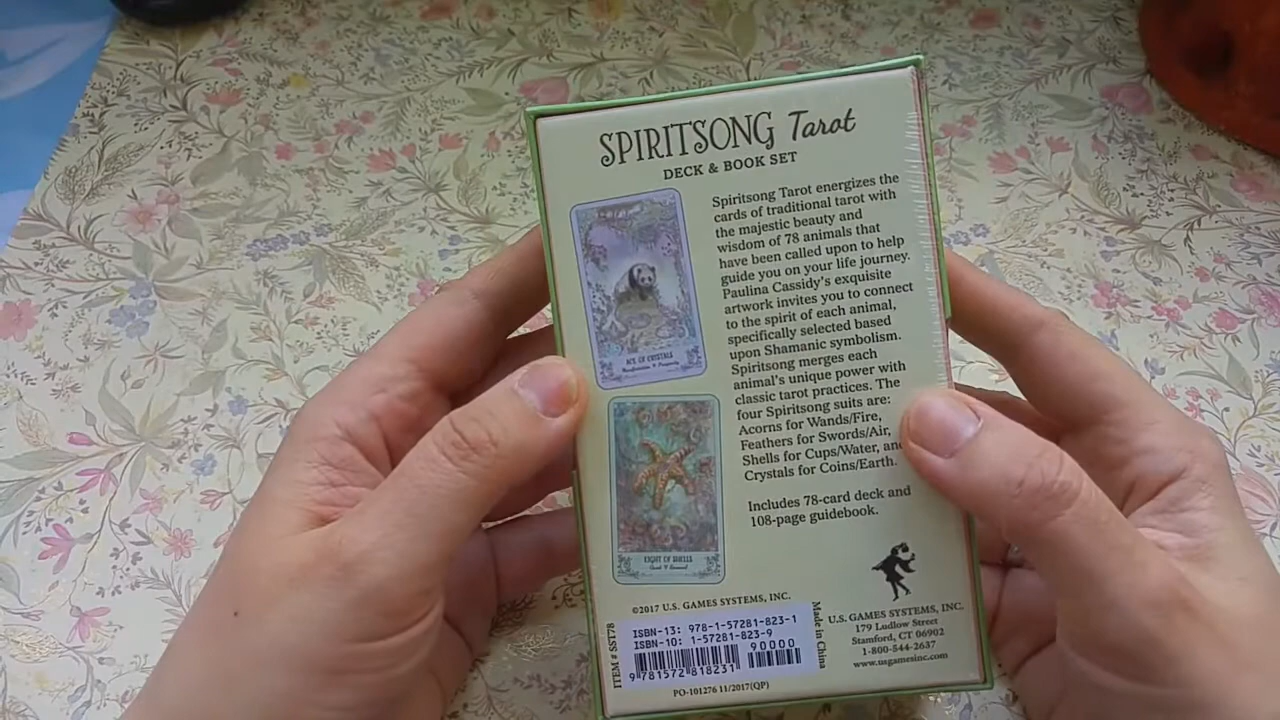 SPIRITSONG Tarot
DECK & BOOK SET
Spiritsong Tarot energizes the
cards of traditional tarot with
the majestic beauty and
wisdom of 78 animals that
have been called upon to help
guide you on your life journey.
Paulina Cassidy's exquisite
artwork invites you to connect
to the spirit of each animal,
specifically selected based
upon Shamanic symbolism.
Spiritsong merges each
animal's unique power with
classic tarot practices. The
four Spiritsong suits are:
Acorns for Wands/Fire,
Feathers for Swords/Air,
Shells for Cups/Water, and
Crystals for Coins/Earth.
Includes 78-card deck and
108-page guidebook.
ACE OF CRYSTALS
EIGHT OF SHELLS
©2017 U.S. GAMES SYSTEMS, INC.
ITEM # SST78
ISBN-13: 978-1-57281-823-1
ISBN-10: 1-57281-823-9
90000
9 781572 818231
Made in China
PO-101276 11/2017(QP)
U.S. GAMES SYSTEMS, INC.
179 Ludlow Street
Stamford, CT 06902
1-800-544-2637
www.usgamesinc.com